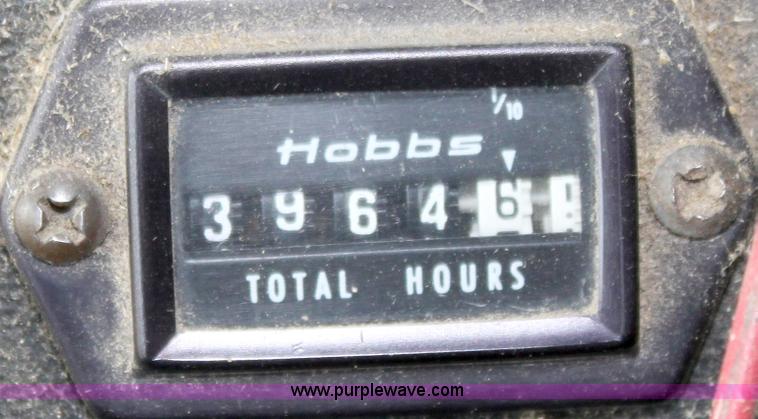 1/10
Hobbs
3 9 6 4 6
TOTAL HOURS
www.purplewave.com